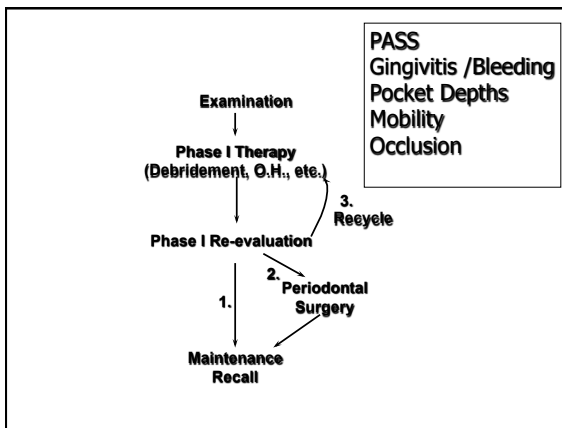 PASS
Gingivitis /Bleeding
Pocket Depths
Mobility
Occlusion
Examination
Phase I Therapy
(Debridement, O.H., etc.)
3.
Recycle
Phase I Re-evaluation
2.
Periodontal
Surgery
1.
Maintenance
Recall